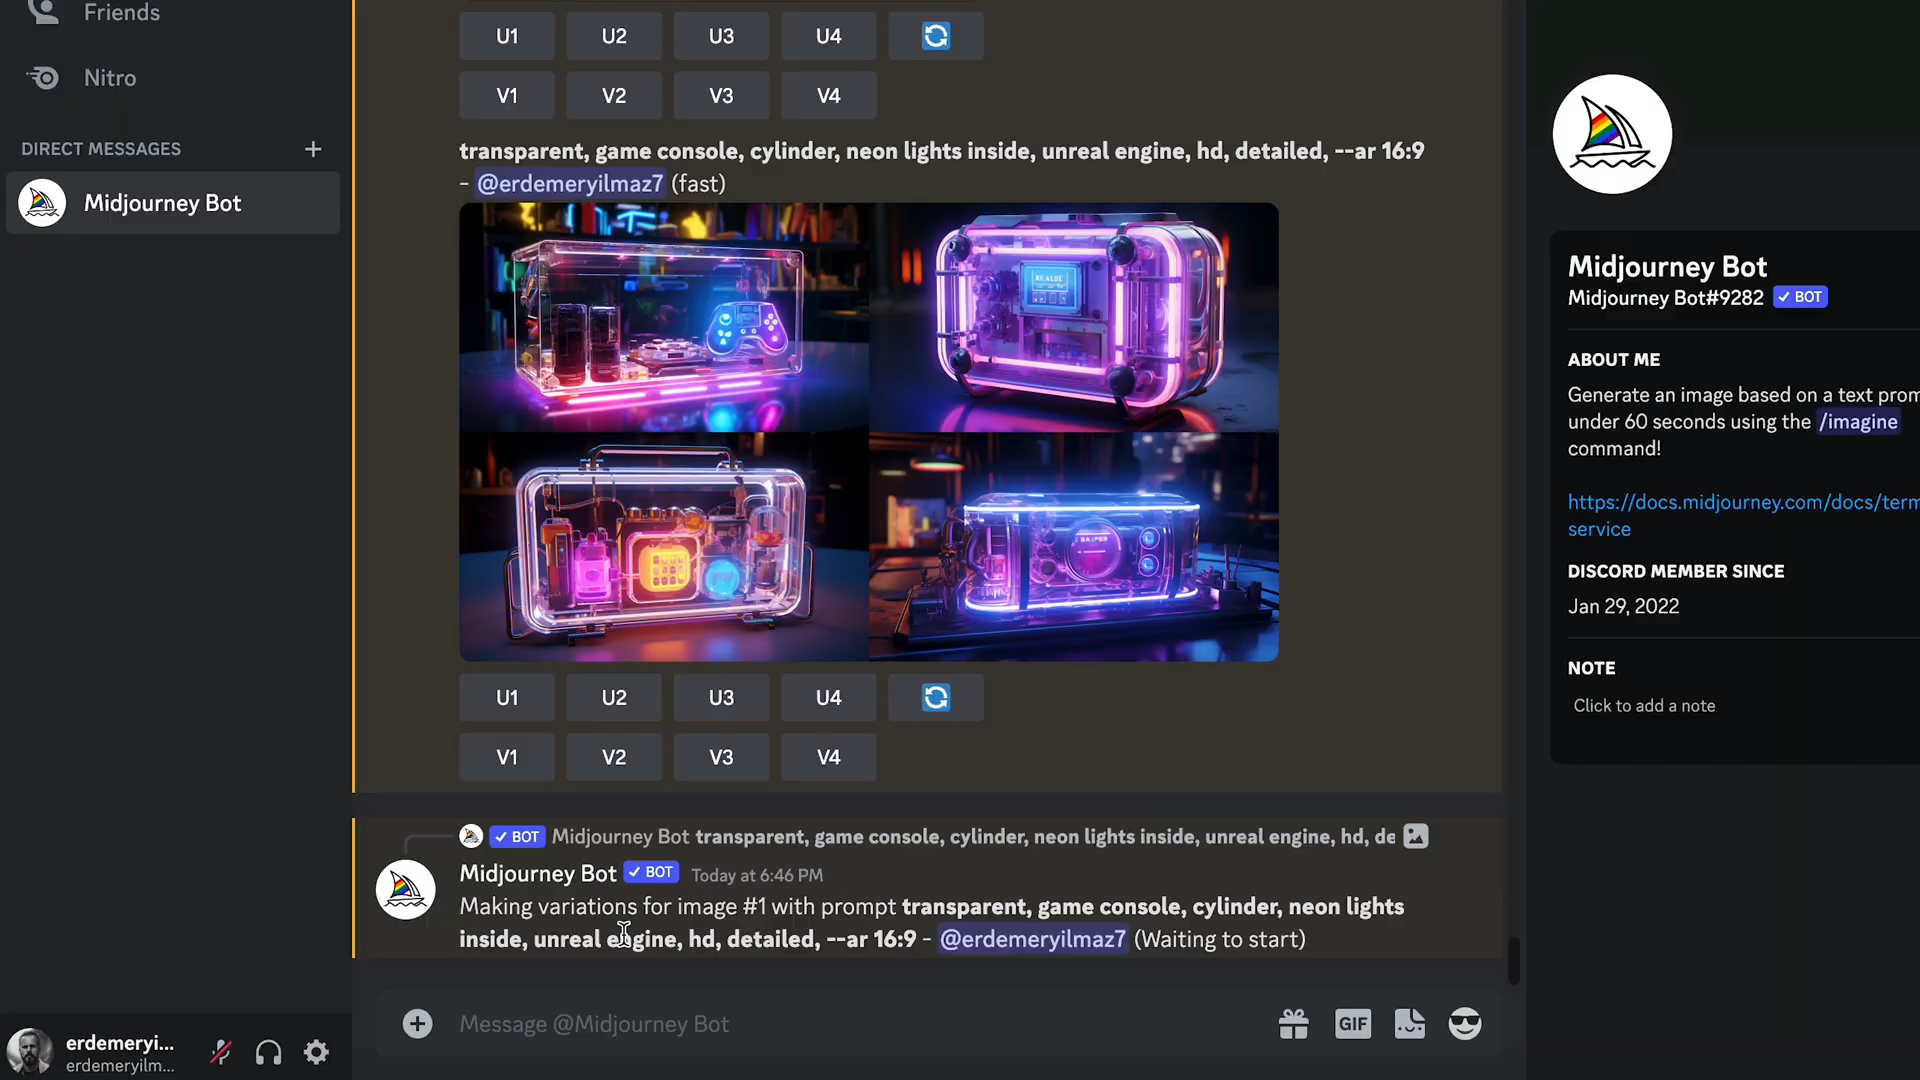 Friends
Nitro
DIRECT MESSAGES
Midjourney Bot
erdemeryi...
erdemeryilm...
U1 U2 U3 U4
V1 V2 V3 V4
transparent, game console, cylinder, neon lights inside, unreal engine, hd, detailed, --ar 16:9
- @erdemeryilmaz7 (fast)
U1 U2 U3 U4
V1 V2 V3 V4
✓ BOT Midjourney Bot transparent, game console, cylinder, neon lights inside, unreal engine, hd, de
Midjourney Bot ✓ BOT Today at 6:46 PM
Making variations for image #1 with prompt transparent, game console, cylinder, neon lights
inside, unreal engine, hd, detailed, --ar 16:9 - @erdemeryilmaz7 (Waiting to start)
Message @Midjourney Bot
GIF
Midjourney Bot
Midjourney Bot#9282 ✓ BOT
ABOUT ME
Generate an image based on a text prom
under 60 seconds using the /imagine
command!
https://docs.midjourney.com/docs/term
service
DISCORD MEMBER SINCE
Jan 29, 2022
NOTE
Click to add a note